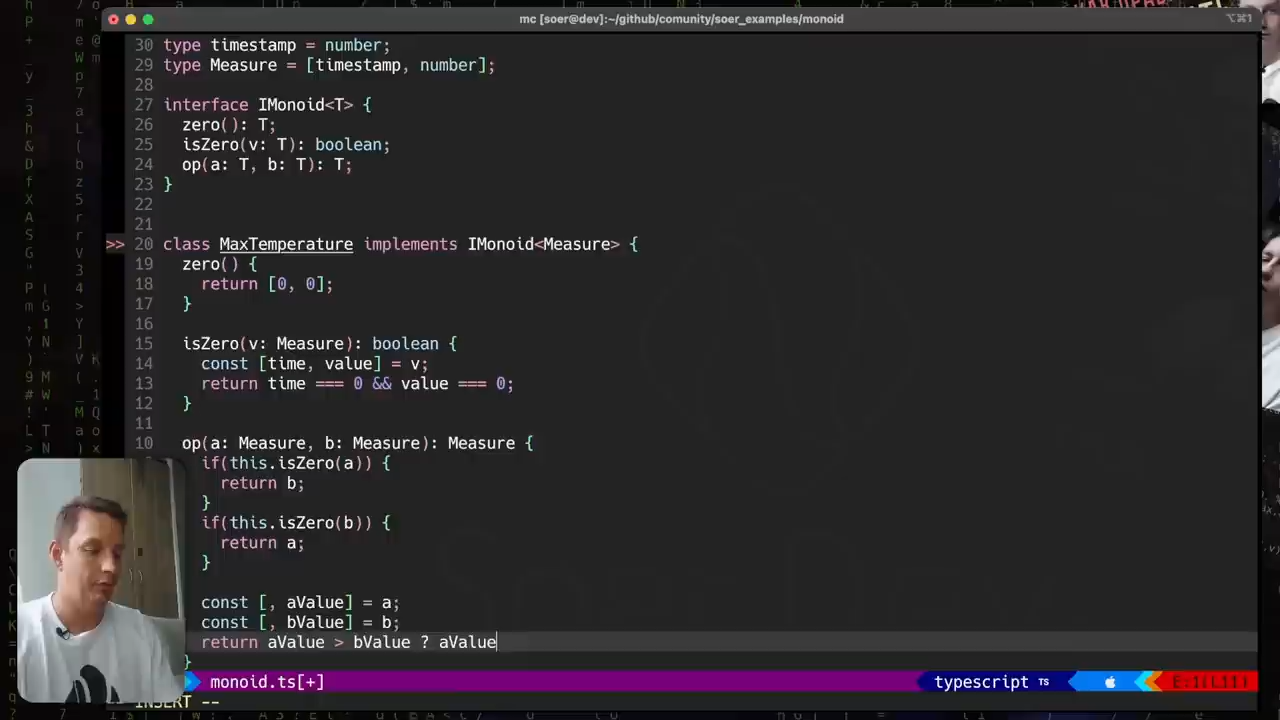 mc [soer@dev]:~/github/comunity/soer_examples/monoid
⌥⌘1
30 type timestamp = number;
29 type Measure = [timestamp, number];
28
27 interface IMonoid<T> {
26 zero(): T;
25 isZero(v: T): boolean;
24 op(a: T, b: T): T;
23 }
22
21
>> 20 class MaxTemperature implements IMonoid<Measure> {
19 zero() {
18 return [0, 0];
17 }
16
15 isZero(v: Measure): boolean {
14 const [time, value] = v;
13 return time === 0 && value === 0;
12 }
11
10 op(a: Measure, b: Measure): Measure {
if(this.isZero(a)) {
return b;
}
if(this.isZero(b)) {
return a;
}
const [, aValue] = a;
const [, bValue] = b;
return aValue > bValue ? aValue
}
monoid.ts[+]
typescript TS
E:1(L11)
INSERT --